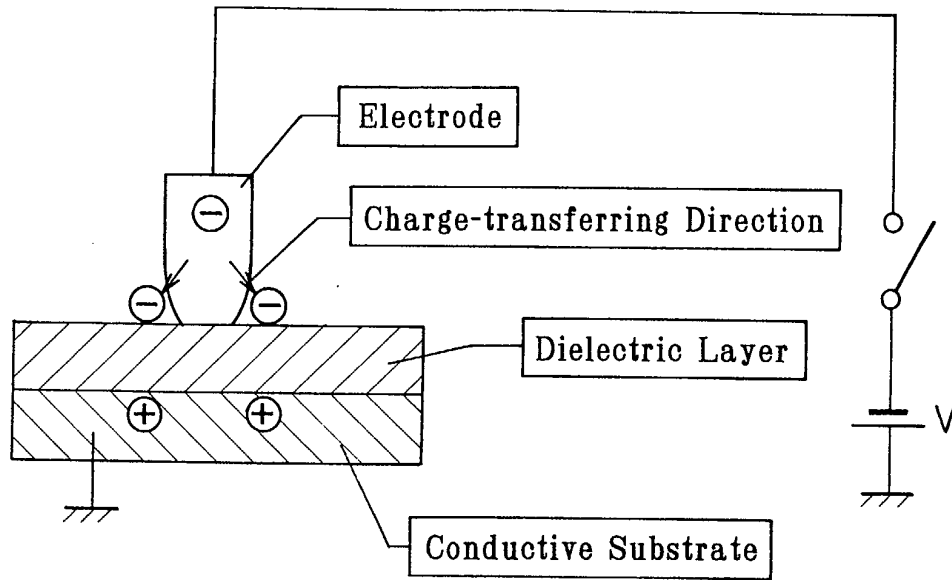 Electrode
−
Charge-transferring Direction
− −
Dielectric Layer
+ +
V
Conductive Substrate